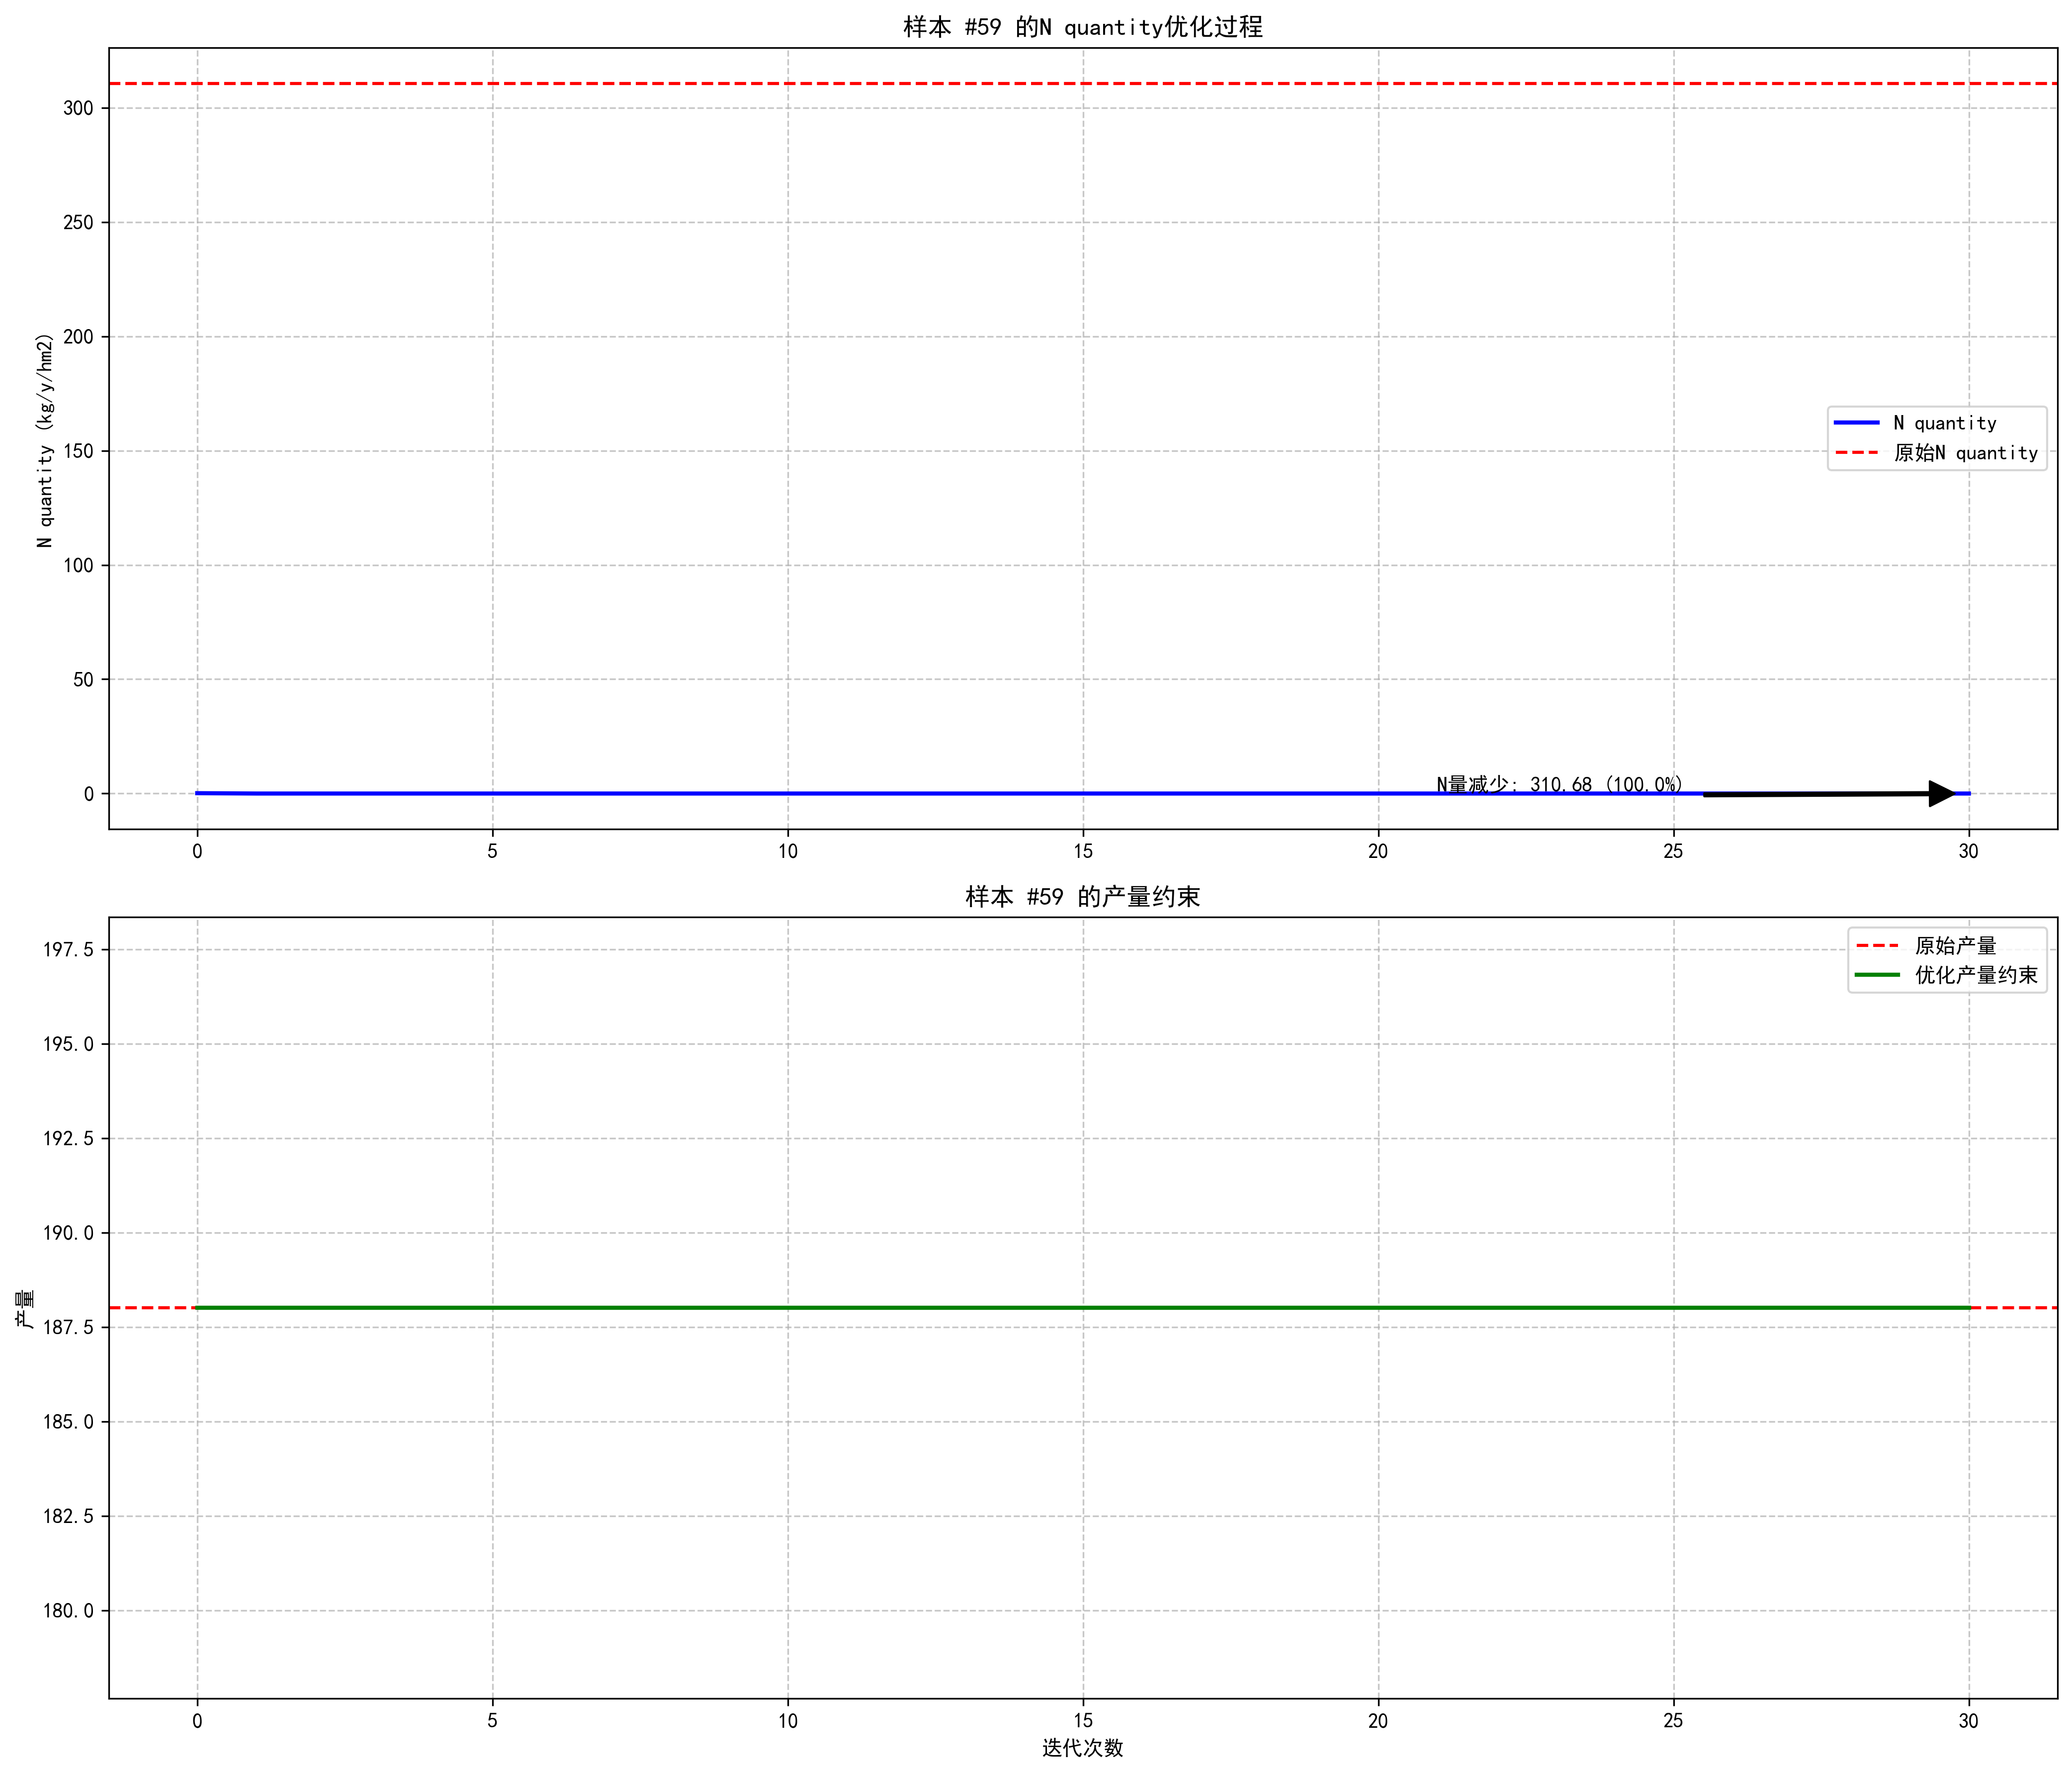 样本 #59 的N quantity优化过程
N quantity (kg/y/hm2)
300
250
200
150
100
50
0
N quantity
原始N quantity
N量减少: 310.68 (100.0%)
0 5 10 15 20 25 30
样本 #59 的产量约束
产量
197.5
195.0
192.5
190.0
187.5
185.0
182.5
180.0
原始产量
优化产量约束
0 5 10 15 20 25 30
迭代次数